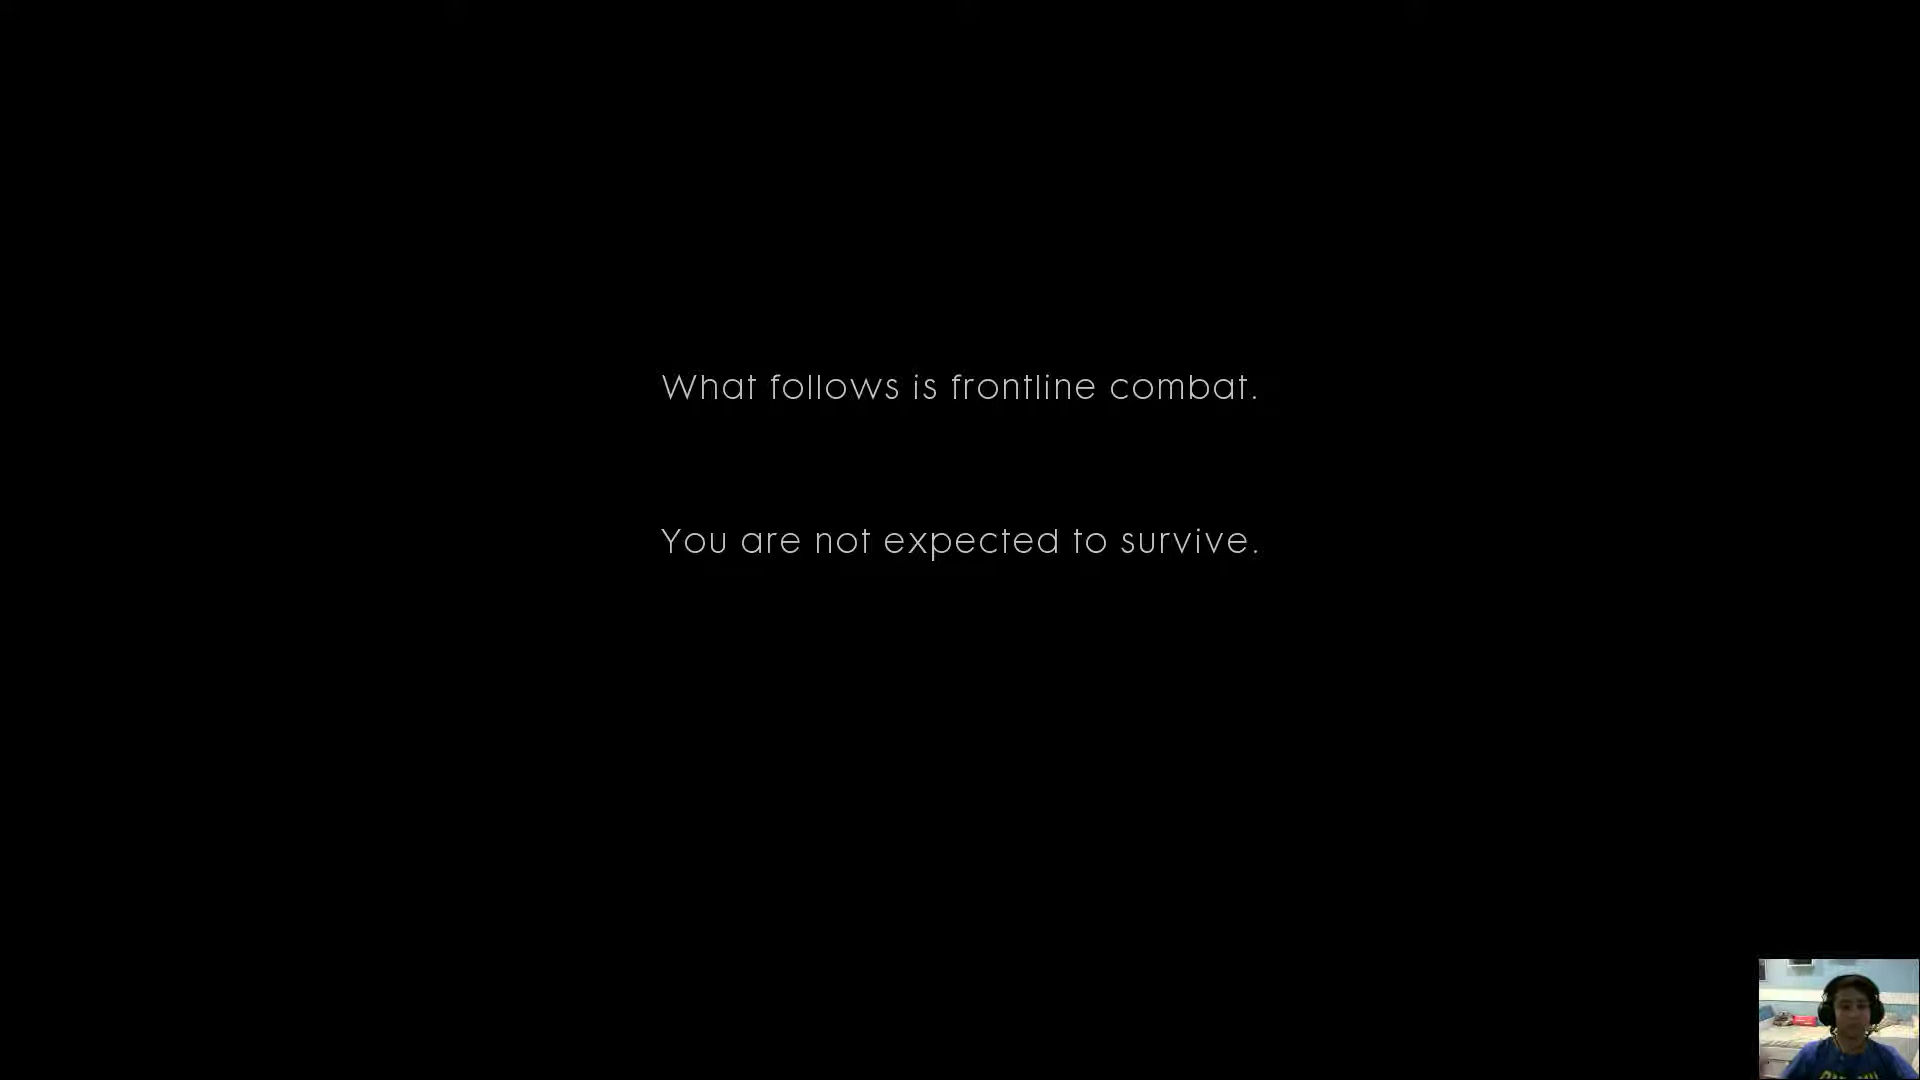 What follows is frontline combat.
You are not expected to survive.